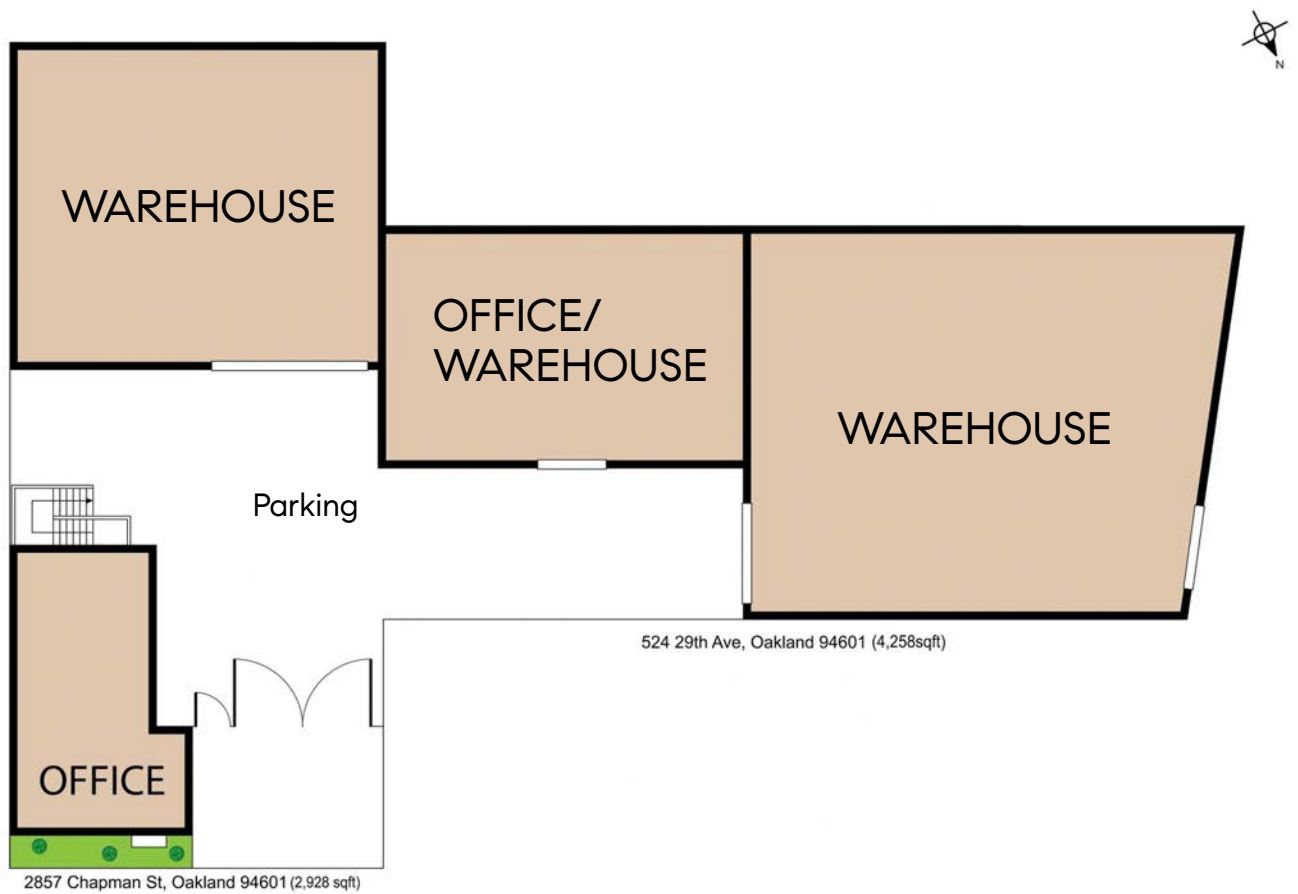 N
WAREHOUSE
OFFICE/
WAREHOUSE
WAREHOUSE
Parking
524 29th Ave, Oakland 94601 (4,258sqft)
OFFICE
2857 Chapman St, Oakland 94601 (2,928 sqft)